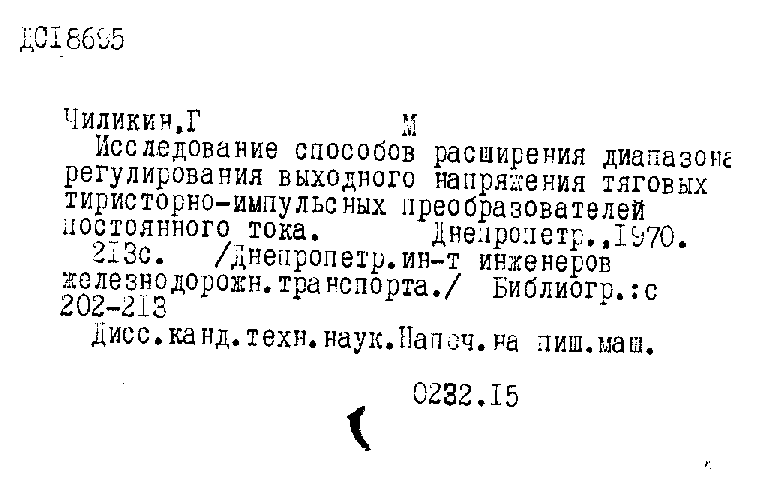 ДС18695
Чиликин,Г М
Исследование способов расширения диапазона
регулирования выходного напряжения тяговых
тиристорно-импульсных преобразователей
постоянного тока. Днепропетр.,1970.
213с. /Днепропетр.ин-т инженеров
железнодорожн.транспорта./ Библиогр.:с
202-213
Дисс.канд.техн.наук.Напеч.на пиш.маш.
0232.15